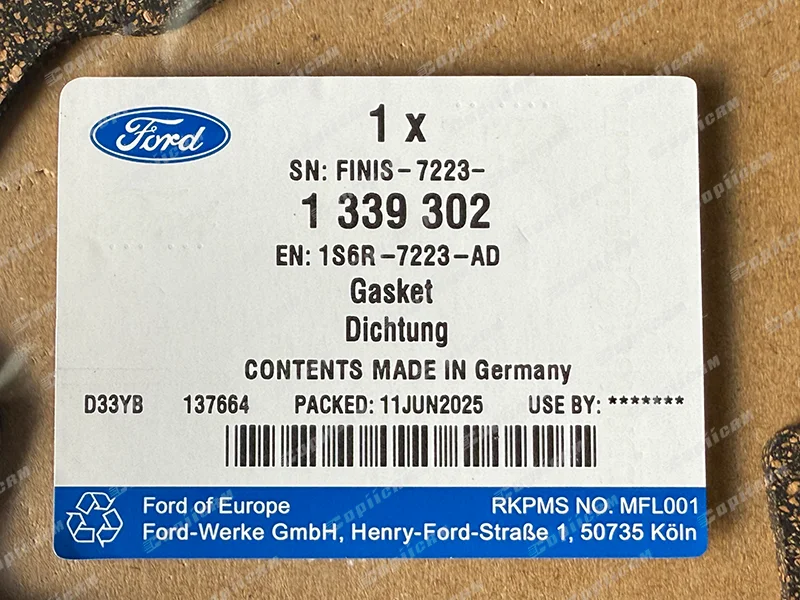 Ford
1 x
SN: FINIS-7223-
1 339 302
EN: 1S6R-7223-AD
Gasket
Dichtung
CONTENTS MADE IN Germany
D33YB 137664 PACKED: 11JUN2025 USE BY: *******
Ford of Europe RKPMS NO. MFL001
Ford-Werke GmbH, Henry-Ford-Straße 1, 50735 Köln
Copiicam